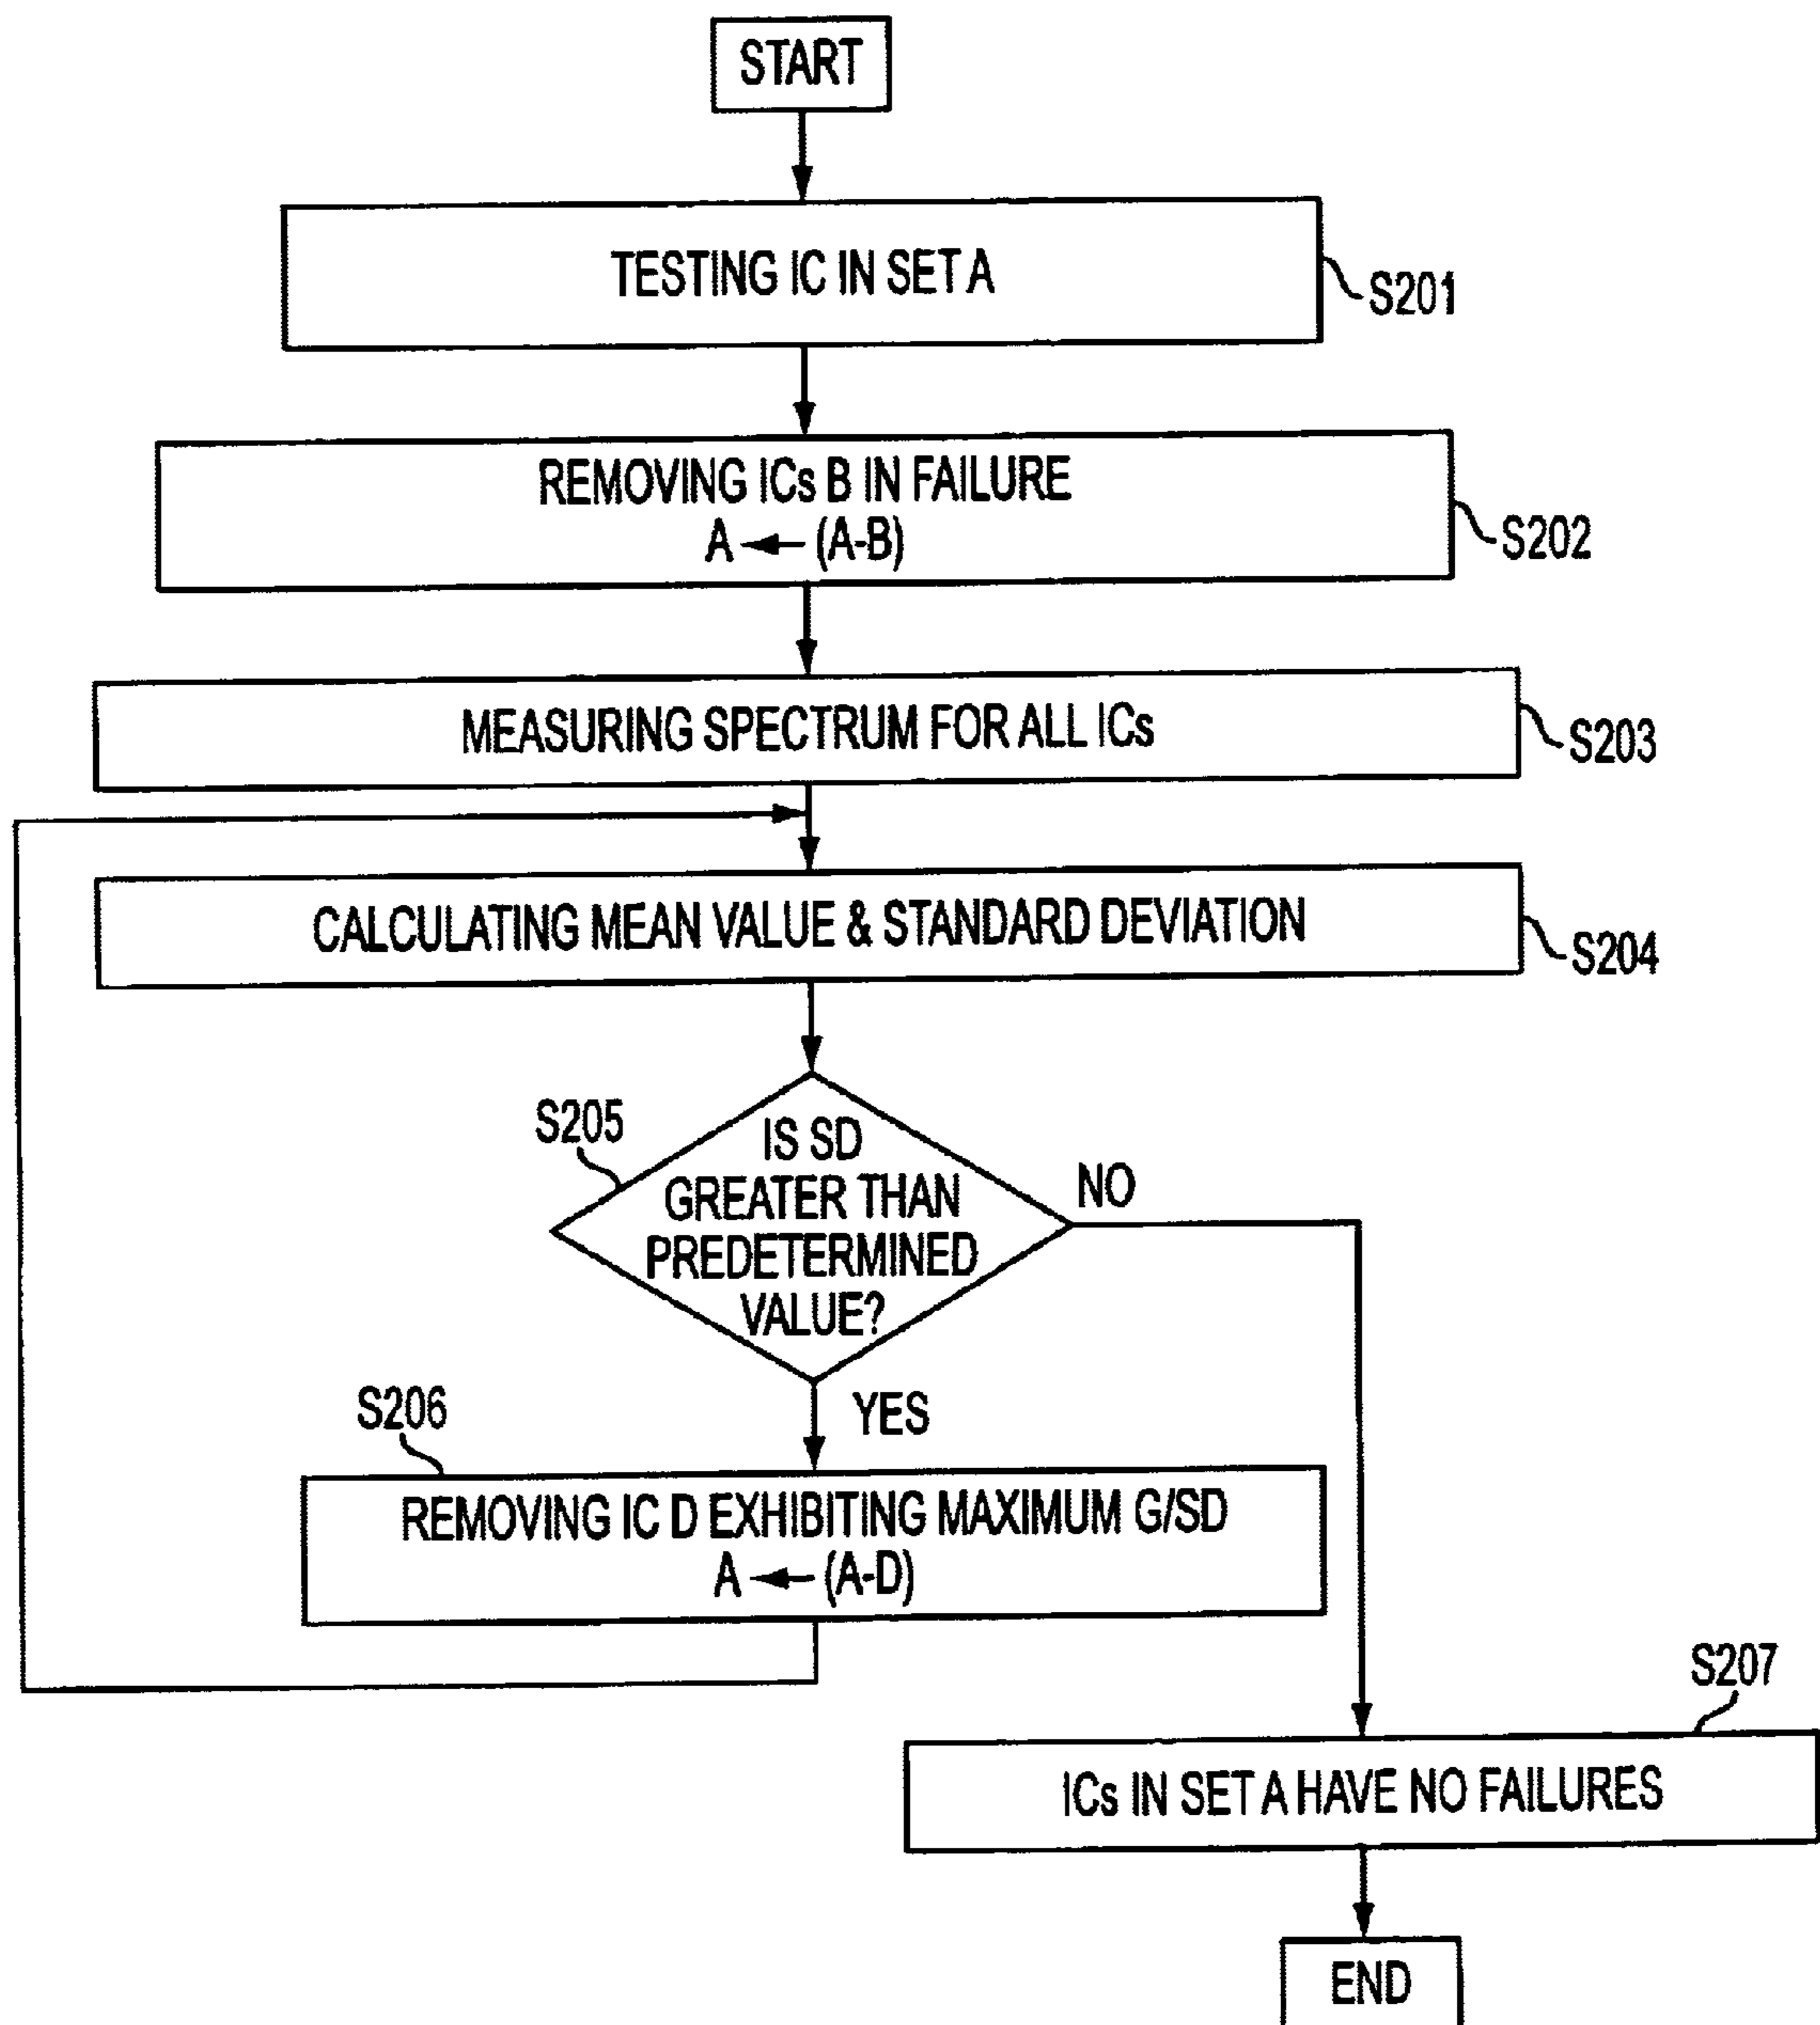 START
TESTING IC IN SET A
S201
REMOVING ICs B IN FAILURE
A ← (A-B)
S202
MEASURING SPECTRUM FOR ALL ICs
S203
CALCULATING MEAN VALUE & STANDARD DEVIATION
S204
S205
IS SD
GREATER THAN
PREDETERMINED
VALUE?
NO
YES
S206
REMOVING IC D EXHIBITING MAXIMUM G/SD
A ← (A-D)
S207
ICs IN SET A HAVE NO FAILURES
END